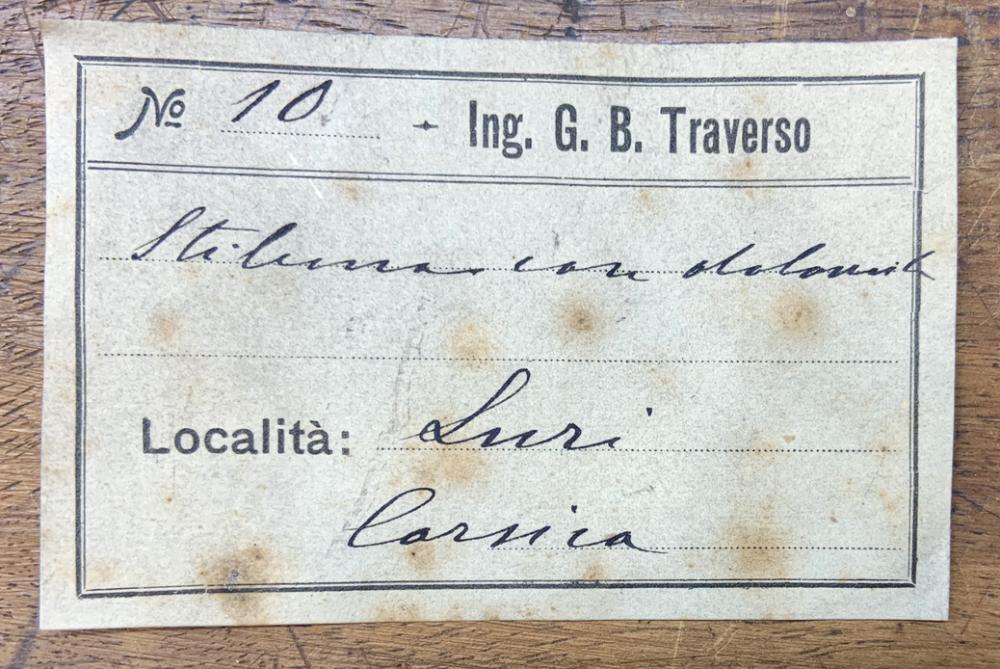 No 10 - Ing. G. B. Traverso
Stibina con dolomite
Località: Luri
Corsica